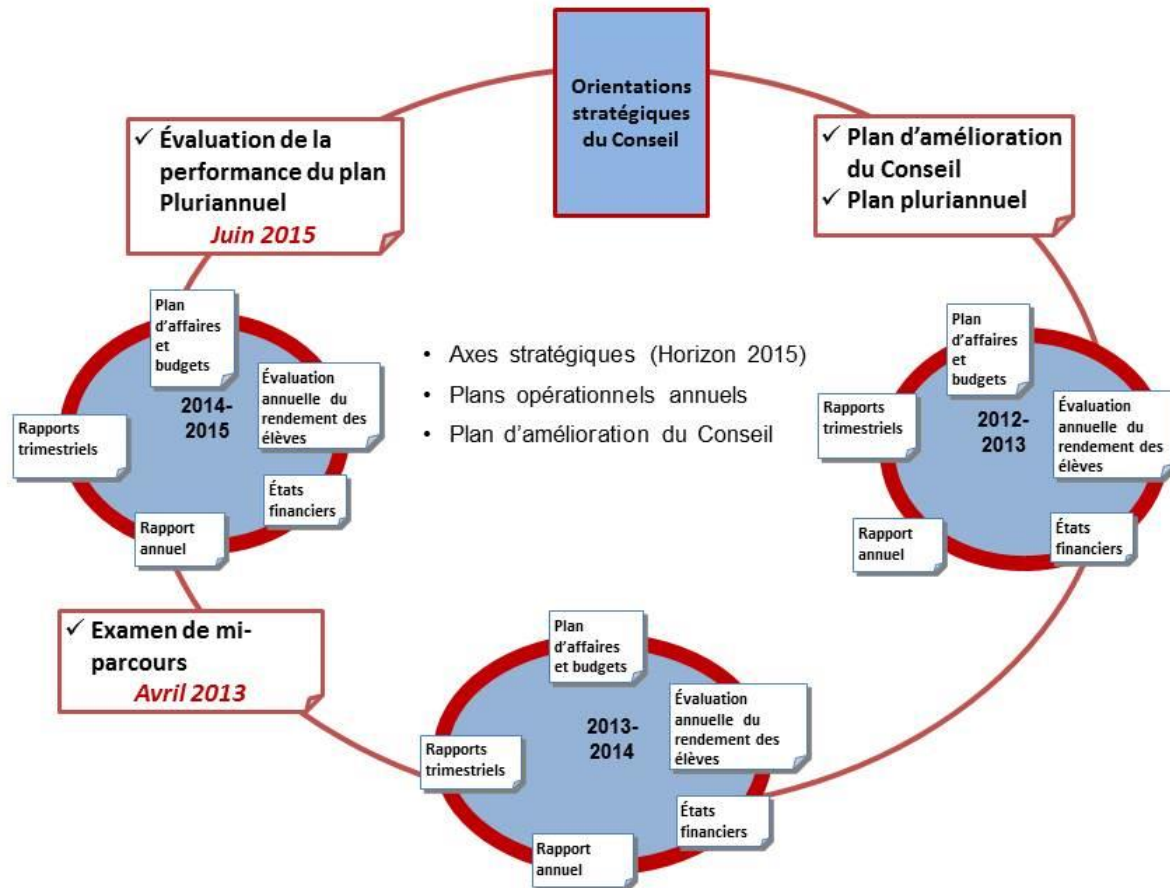 Orientations
stratégiques
du Conseil
✓ Plan d’amélioration
du Conseil
✓ Plan pluriannuel
✓ Évaluation de la
performance du plan
Pluriannuel
Juin 2015
• Axes stratégiques (Horizon 2015)
• Plans opérationnels annuels
• Plan d’amélioration du Conseil
Plan
d’affaires
et
budgets
2012-
2013
Évaluation
annuelle du
rendement des
élèves
Rapports
trimestriels
États
financiers
Rapport
annuel
Plan
d’affaires
et
budgets
2014-
2015
Évaluation
annuelle du
rendement des
élèves
Rapports
trimestriels
États
financiers
Rapport
annuel
✓ Examen de mi-
parcours
Avril 2013
Plan
d’affaires
et budgets
2013-
2014
Évaluation
annuelle du
rendement des
élèves
Rapports
trimestriels
États
financiers
Rapport
annuel